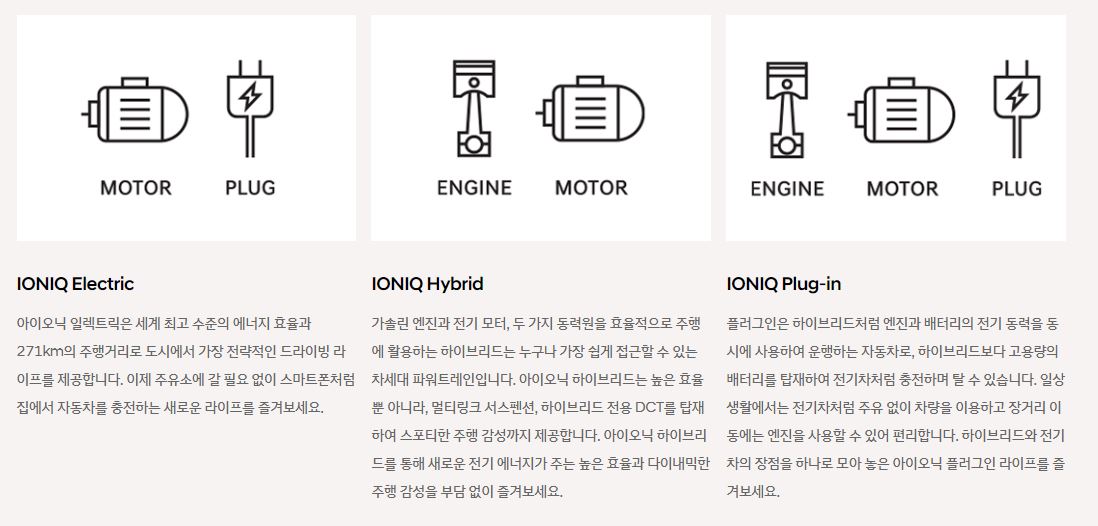 MOTOR PLUG
ENGINE MOTOR
ENGINE MOTOR PLUG
IONIQ Electric
아이오닉 일렉트릭은 세계 최고 수준의 에너지 효율과
271km의 주행거리로 도시에서 가장 전략적인 드라이빙 라
이프를 제공합니다. 이제 주유소에 갈 필요 없이 스마트폰처럼
집에서 자동차를 충전하는 새로운 라이프를 즐겨보세요.
IONIQ Hybrid
가솔린 엔진과 전기 모터, 두 가지 동력원을 효율적으로 주행
에 활용하는 하이브리드는 누구나 가장 쉽게 접근할 수 있는
차세대 파워트레인입니다. 아이오닉 하이브리드는 높은 효율
뿐 아니라, 멀티링크 서스펜션, 하이브리드 전용 DCT를 탑재
하여 스포티한 주행 감성까지 제공합니다. 아이오닉 하이브리
드를 통해 새로운 전기 에너지가 주는 높은 효율과 다이내믹한
주행 감성을 부담 없이 즐겨보세요.
IONIQ Plug-in
플러그인은 하이브리드처럼 엔진과 배터리의 전기 동력을 동
시에 사용하여 운행하는 자동차로, 하이브리드보다 고용량의
배터리를 탑재하여 전기차처럼 충전하며 탈 수 있습니다. 일상
생활에서는 전기차처럼 주유 없이 차량을 이용하고 장거리 이
동에는 엔진을 사용할 수 있어 편리합니다. 하이브리드와 전기
차의 장점을 하나로 모아 놓은 아이오닉 플러그인 라이프를 즐
겨보세요.